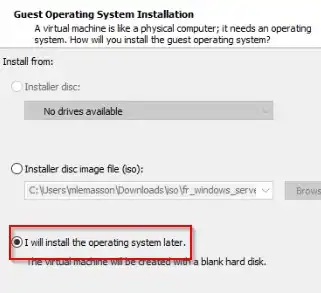 Guest Operating System Installation
A virtual machine is like a physical computer; it needs an operating
system. How will you install the guest operating system?
Install from:
Installer disc:
No drives available
Installer disc image file (iso):
C:\Users\mlemasson\Downloads\iso\fr_windows_serve
Brows
I will install the operating system later.
The virtual machine will be created with a blank hard disk.